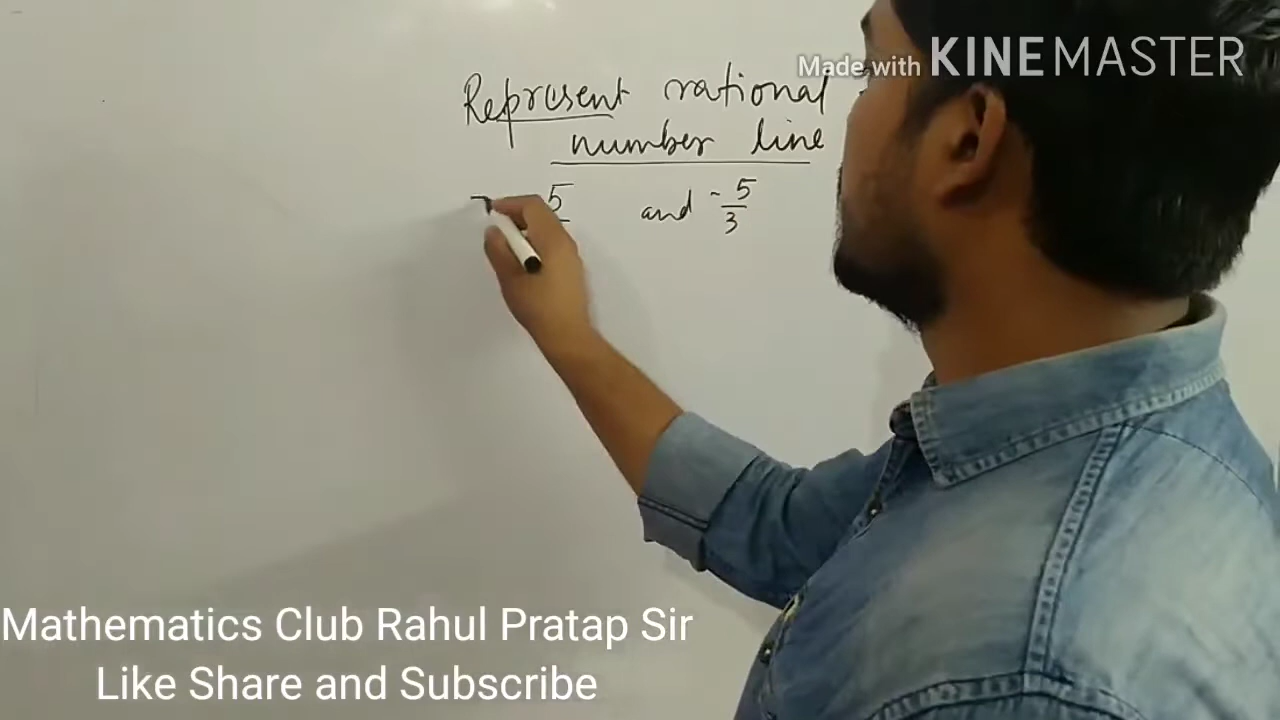 Made with KINEMASTER
Represent rational
number line
5 and -5/3
Mathematics Club Rahul Pratap Sir
Like Share and Subscribe